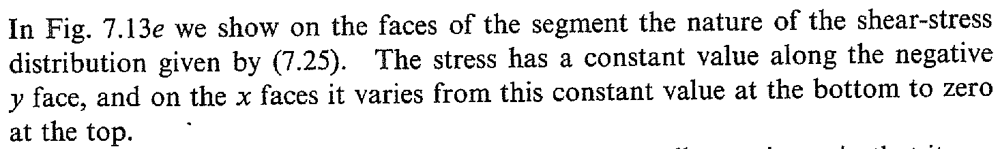 In Fig. 7.13e we show on the faces of the segment the nature of the shear-stress
distribution given by (7.25). The stress has a constant value along the negative
y face, and on the x faces it varies from this constant value at the bottom to zero
at the top.